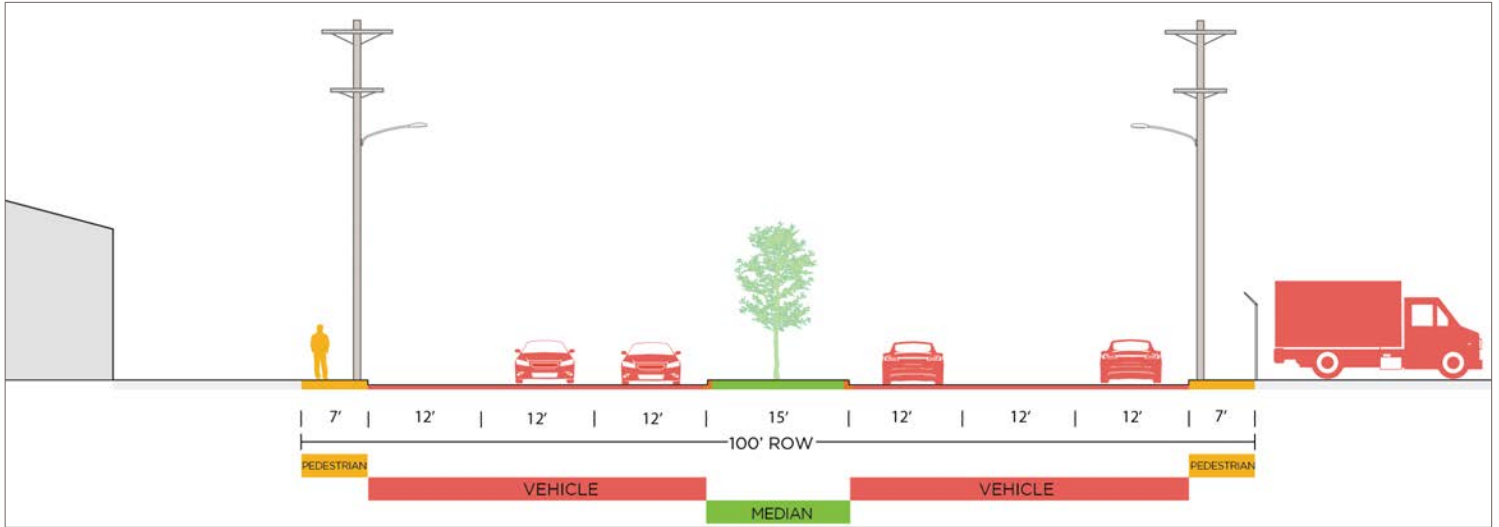 7' 12' 12' 12' 15' 12' 12' 12' 7'
100' ROW
PEDESTRIAN PEDESTRIAN
VEHICLE VEHICLE
MEDIAN